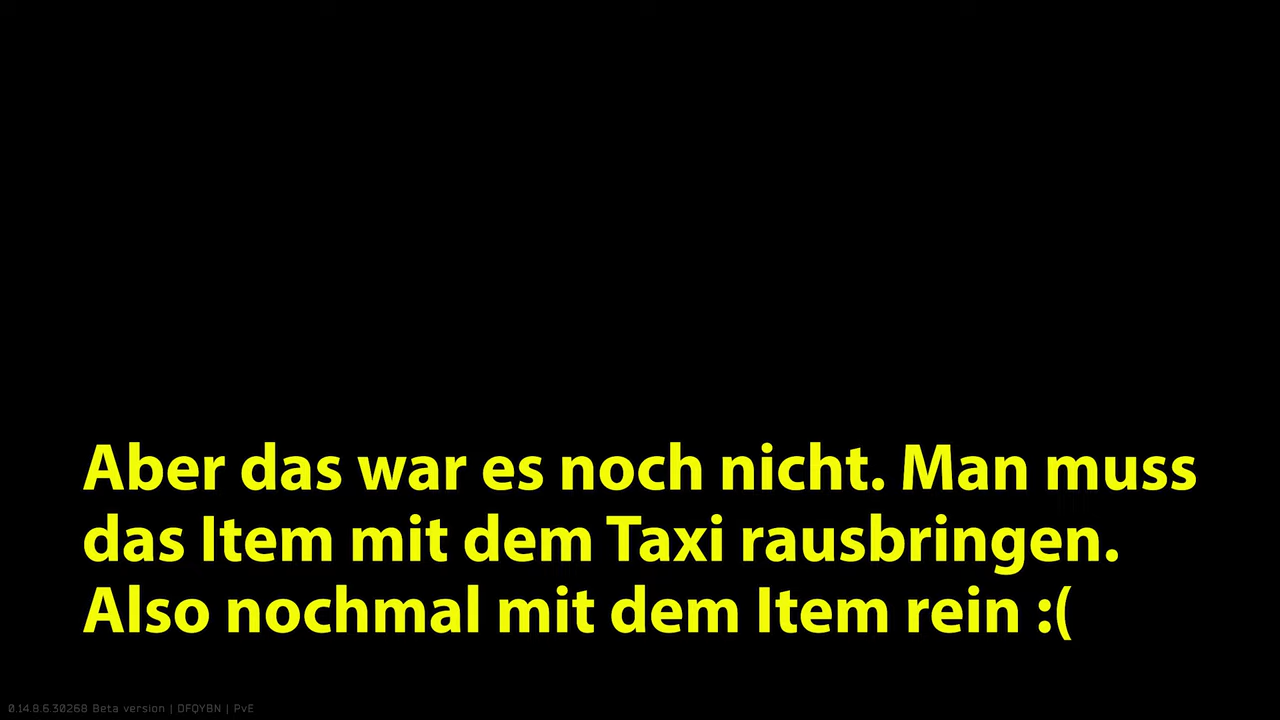 Aber das war es noch nicht. Man muss
das Item mit dem Taxi rausbringen.
Also nochmal mit dem Item rein :(
0.14.8.6.30268 Beta version | DFQYBN | PvE